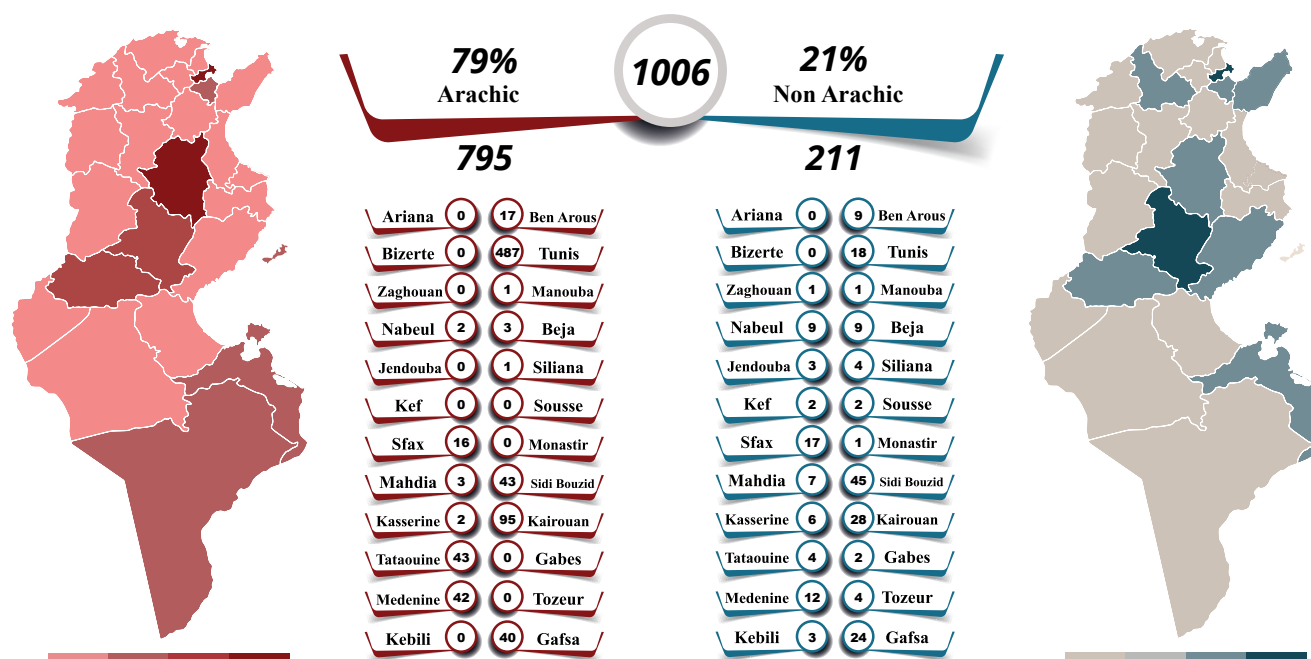 79%
Arachic
1006
21%
Non Arachic
795
211
Ariana 0 17 Ben Arous
Bizerte 0 487 Tunis
Zaghouan 0 1 Manouba
Nabeul 2 3 Beja
Jendouba 0 1 Siliana
Kef 0 0 Sousse
Sfax 16 0 Monastir
Mahdia 3 43 Sidi Bouzid
Kasserine 2 95 Kairouan
Tataouine 43 0 Gabes
Medenine 42 0 Tozeur
Kebili 0 40 Gafsa
Ariana 0 9 Ben Arous
Bizerte 0 18 Tunis
Zaghouan 1 1 Manouba
Nabeul 9 9 Beja
Jendouba 3 4 Siliana
Kef 2 2 Sousse
Sfax 17 1 Monastir
Mahdia 7 45 Sidi Bouzid
Kasserine 6 28 Kairouan
Tataouine 4 2 Gabes
Medenine 12 4 Tozeur
Kebili 3 24 Gafsa